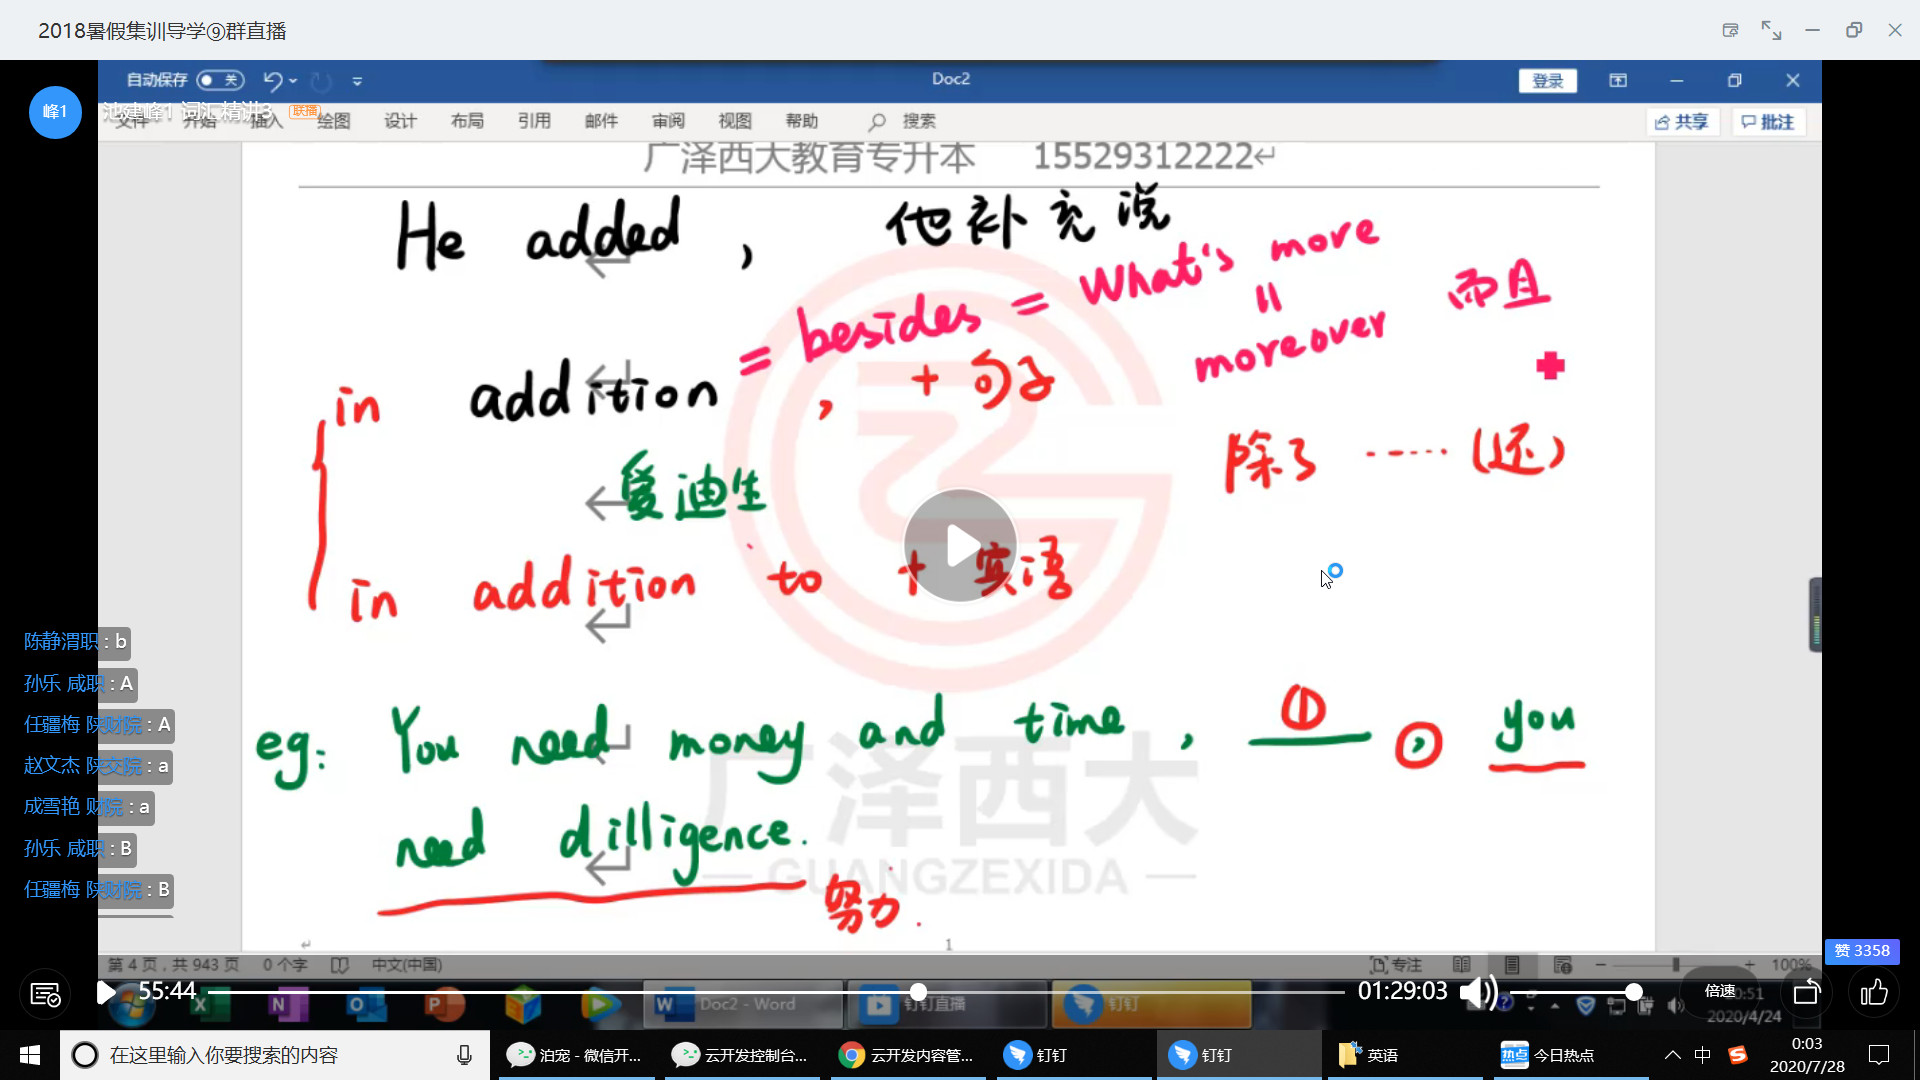 2018暑假集训导学⑨群直播
自动保存 关 Doc2 登录
峰1 池建峰1 词汇精讲3 联播
文件 开始 插入 绘图 设计 布局 引用 邮件 审阅 视图 帮助 搜索 共享 批注
广泽西大教育专升本 15529312222
He added, 他补充说
= besides = What's more
= moreover 而且
in addition , + 句子
除了 ······ (还)
爱迪生
in addition to + 宾语
陈静渭职 : b
孙乐 咸职 : A
任疆梅 陕财院 : A
赵文杰 陕交院 : a
成雪艳 财院 : a
孙乐 咸职 : B
任疆梅 陕财院 : B
eg: You need money and time, ① , you
need dilligence.
努力.
广泽西大
GUANGZEXIDA
1
赞 3358
第 4 页，共 943 页 0 个字 中文(中国) 专注 100%
55:44 01:29:03 倍速
Doc2 - Word 钉钉直播 钉钉
2020/4/24
在这里输入你要搜索的内容 泊宠 - 微信开... 云开发控制台... 云开发内容管... 钉钉 钉钉 英语 热点 今日热点 中 0:03
2020/7/28